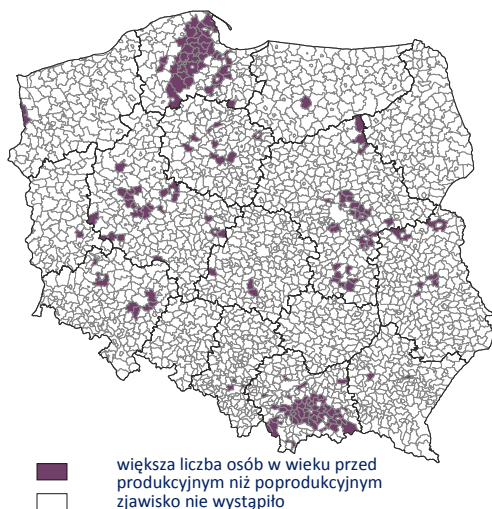 większa liczba osób w wieku przed
produkcyjnym niż poprodukcyjnym
zjawisko nie wystąpiło